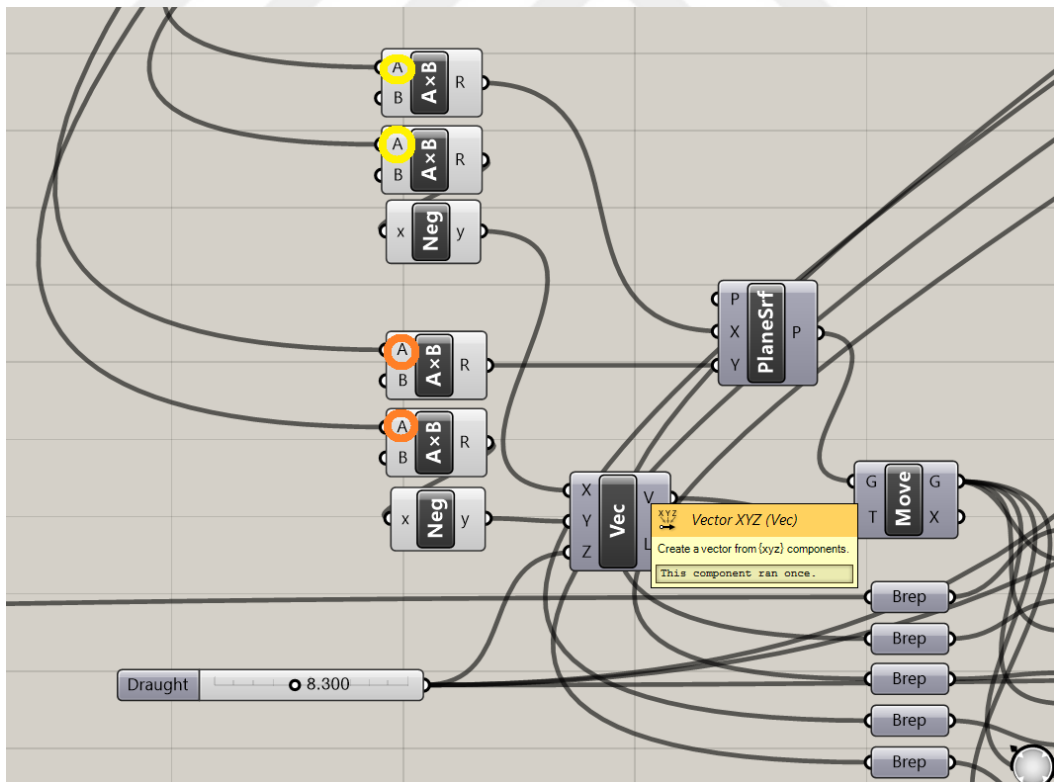 A
B
A×B
R
A
B
A×B
R
x
Neg
y
P
X
Y
PlaneSrf
P
A
B
A×B
R
A
B
A×B
R
x
Neg
y
X
Y
Z
Vec
V
L
G
T
Move
G
X
XYZ
Vector XYZ (Vec)
Create a vector from {xyz} components.
This component ran once.
Brep
Brep
Draught
8.300
Brep
Brep
Brep